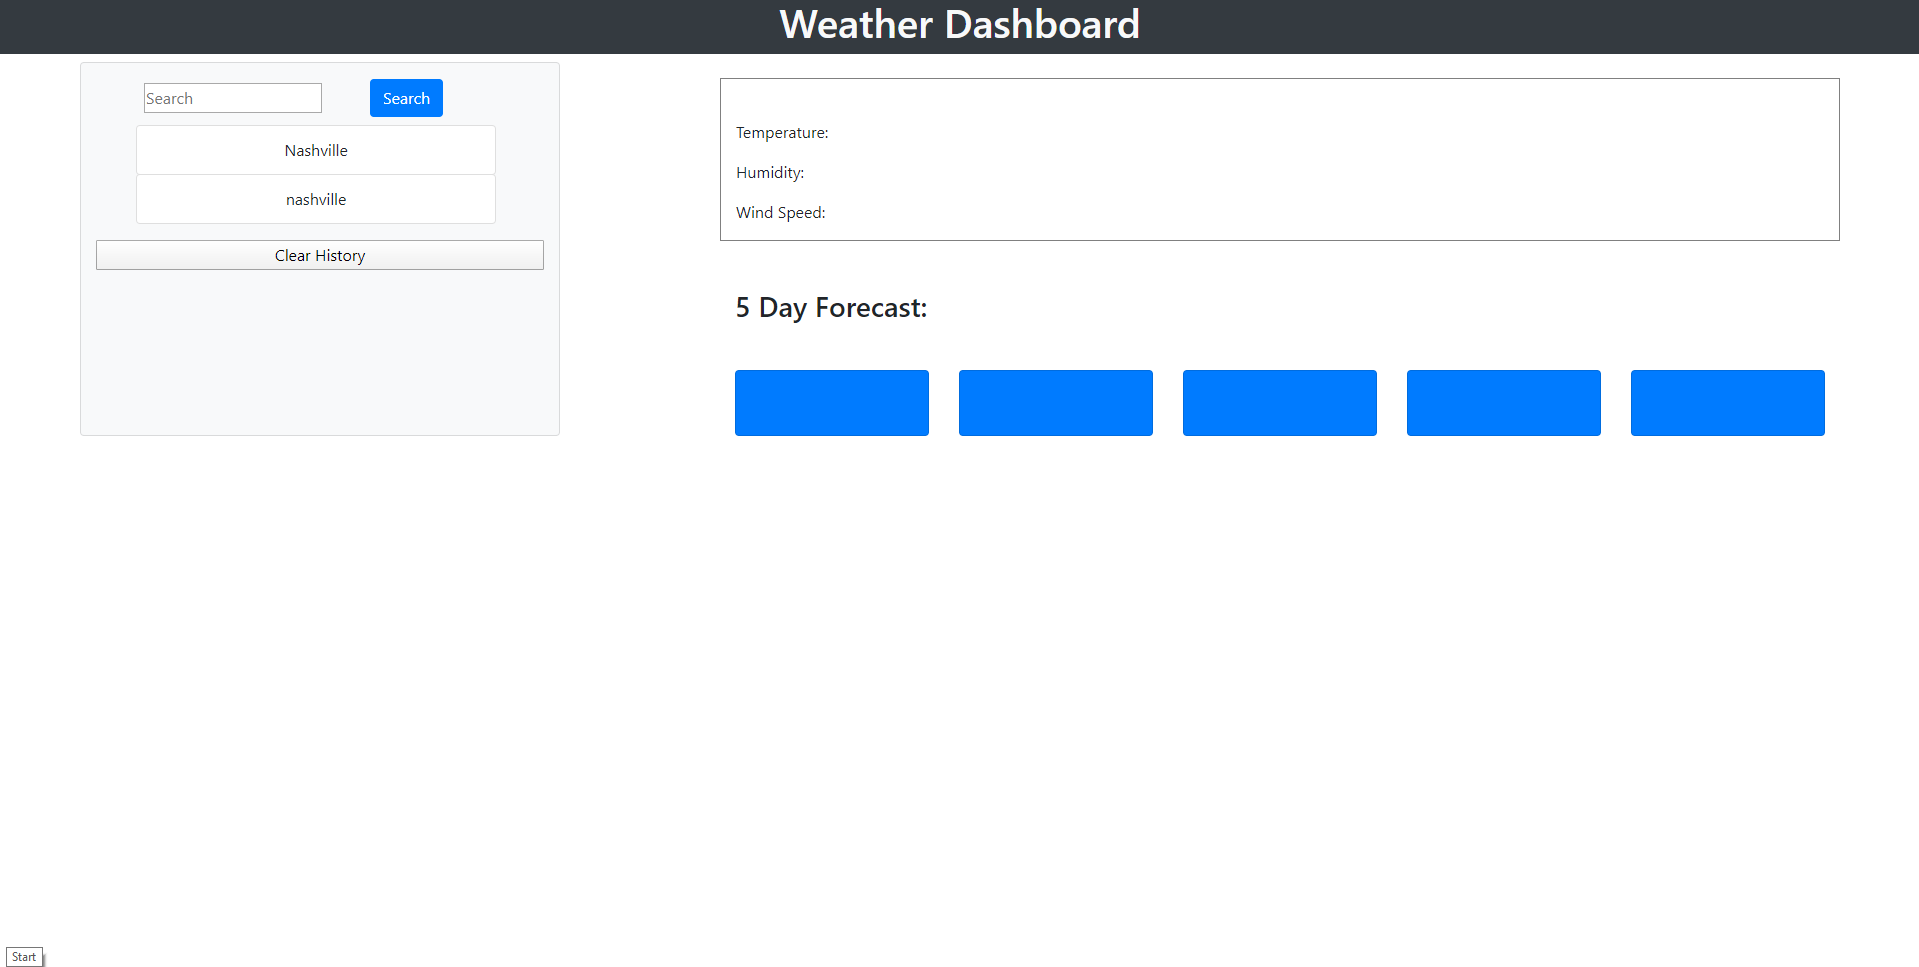 Weather Dashboard
Search
Search
Nashville
nashville
Clear History
Temperature:
Humidity:
Wind Speed:
5 Day Forecast:
Start